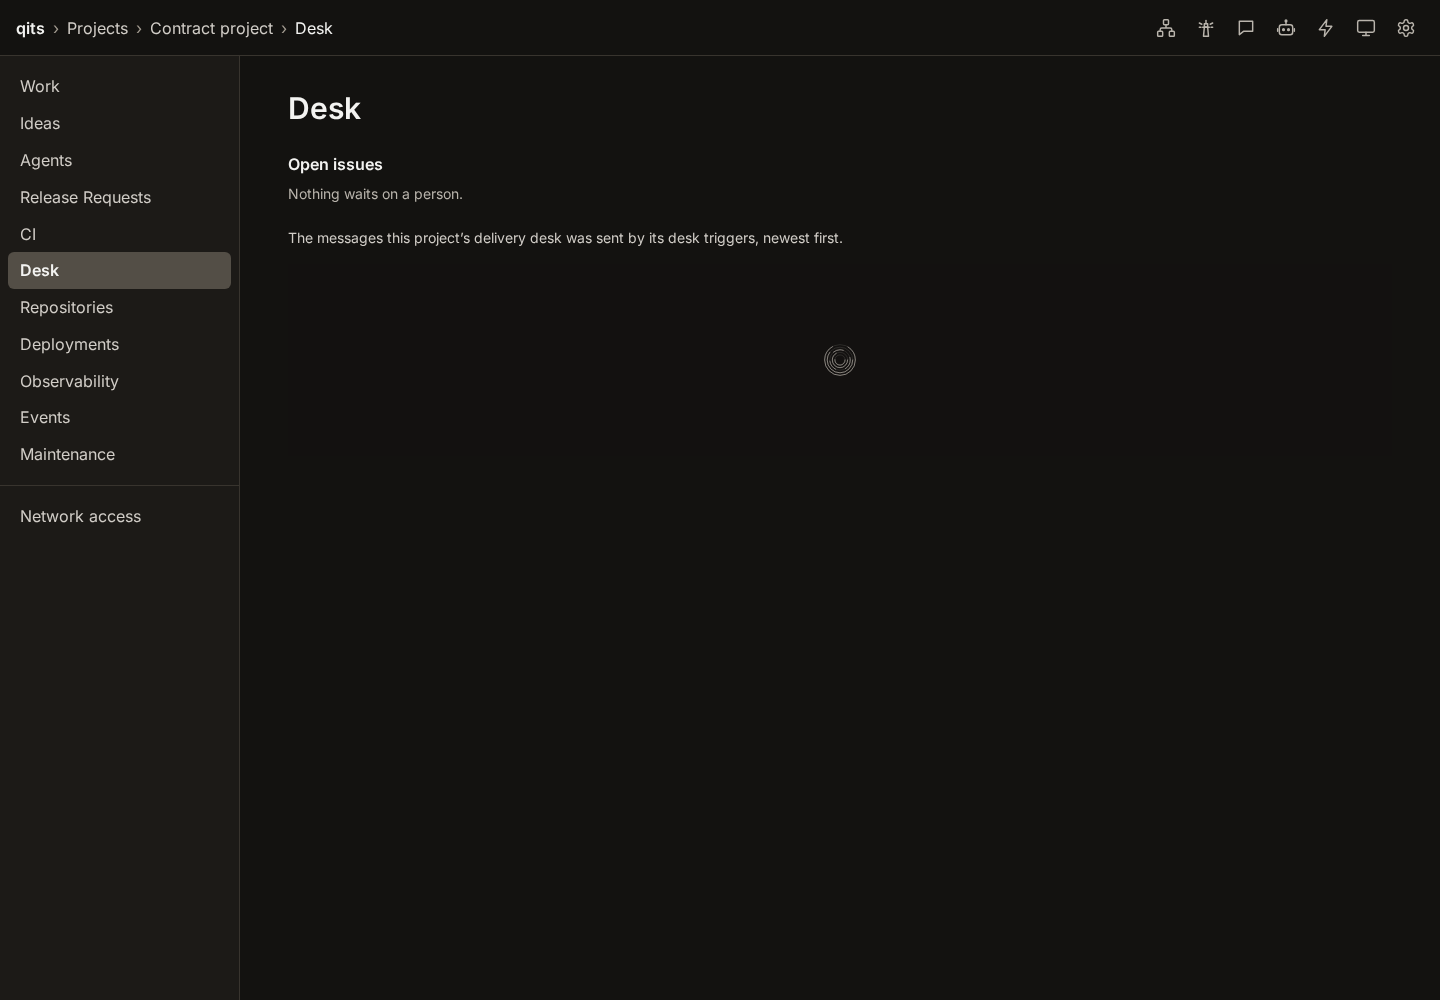 qits › Projects › Contract project › Desk
Work
Ideas
Agents
Release Requests
CI
Desk
Repositories
Deployments
Observability
Events
Maintenance
Network access
Desk
Open issues
Nothing waits on a person.
The messages this project’s delivery desk was sent by its desk triggers, newest first.